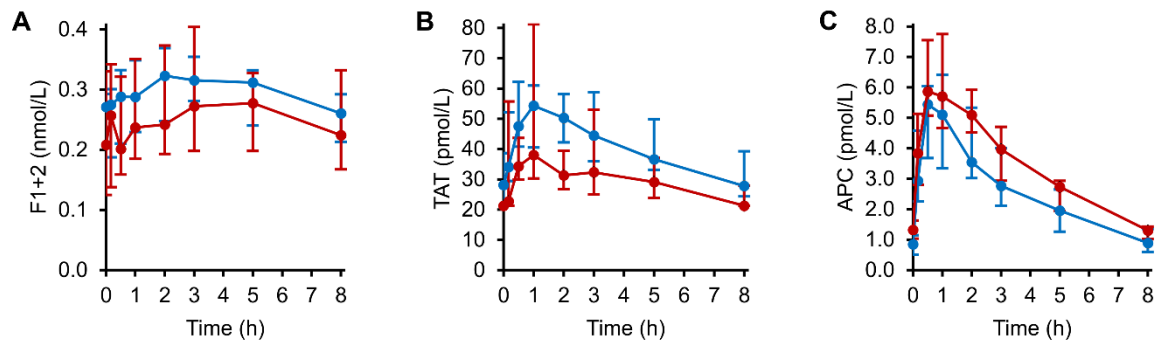 A
F1+2 (nmol/L)
0.4
0.3
0.2
0.1
0.0
0 1 2 3 4 5 6 7 8
Time (h)
B
TAT (pmol/L)
80
70
60
50
40
30
20
10
0
0 1 2 3 4 5 6 7 8
Time (h)
C
APC (pmol/L)
8.0
7.0
6.0
5.0
4.0
3.0
2.0
1.0
0.0
0 1 2 3 4 5 6 7 8
Time (h)